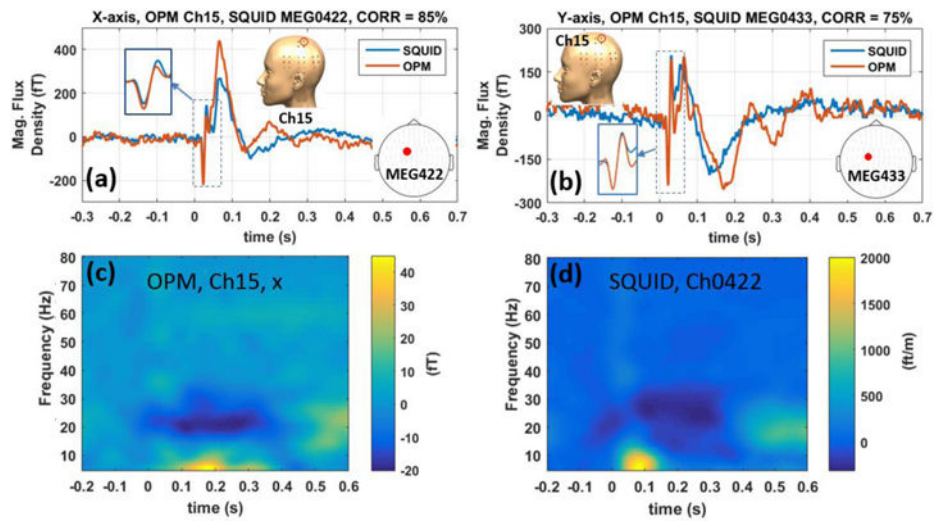 X-axis, OPM Ch15, SQUID MEG0422, CORR = 85%
Mag. Flux
Density (fT)
400
200
0
-200
SQUID
OPM
Ch15
(a)
MEG422
-0.3 -0.2 -0.1 0 0.1 0.2 0.3 0.4 0.5 0.6 0.7
time (s)
Y-axis, OPM Ch15, SQUID MEG0433, CORR = 75%
Mag. Flux
Density (fT)
300
150
0
-150
-300
Ch15
SQUID
OPM
(b)
MEG433
-0.3 -0.2 -0.1 0 0.1 0.2 0.3 0.4 0.5 0.6 0.7
time (s)
(c)
OPM, Ch15, x
Frequency (Hz)
80
70
60
50
40
30
20
10
-0.2 -0.1 0 0.1 0.2 0.3 0.4 0.5 0.6
time (s)
40
30
20
10
0
-10
-20
(fT)
(d)
SQUID, Ch0422
Frequency (Hz)
80
70
60
50
40
30
20
10
-0.2 -0.1 0 0.1 0.2 0.3 0.4 0.5 0.6
time (s)
2000
1500
1000
500
0
(ft/m)